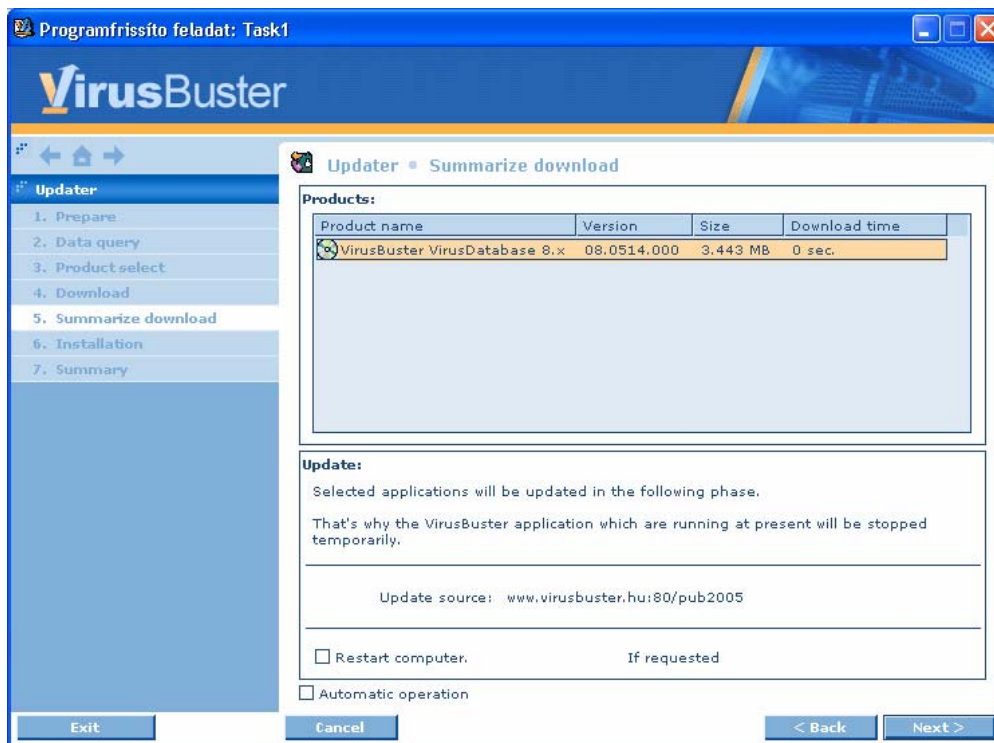 Programfrissíto feladat: Task1
VirusBuster
Updater
1. Prepare
2. Data query
3. Product select
4. Download
5. Summarize download
6. Installation
7. Summary
Updater • Summarize download
Products:
Product name Version Size Download time
VirusBuster VirusDatabase 8.x 08.0514.000 3.443 MB 0 sec.
Update:
Selected applications will be updated in the following phase.
That's why the VirusBuster application which are running at present will be stopped
temporarily.
Update source: www.virusbuster.hu:80/pub2005
Restart computer. If requested
Automatic operation
Exit Cancel < Back Next >